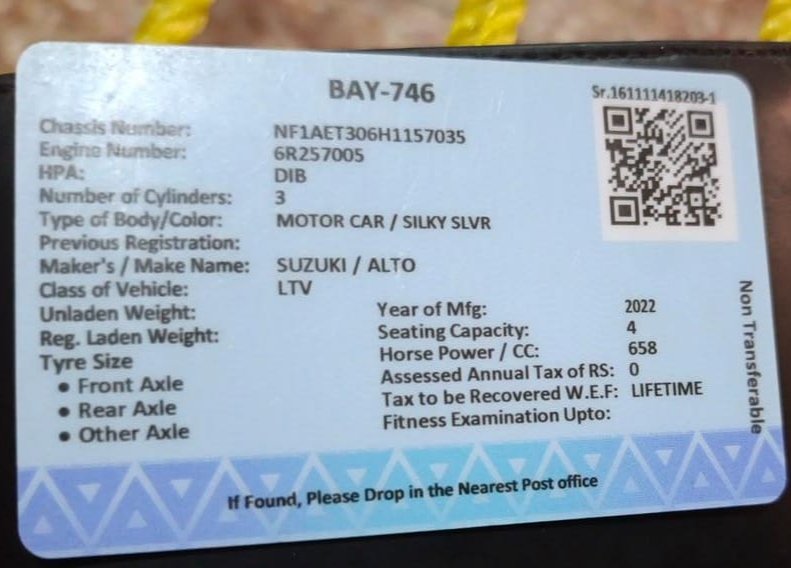 BAY-746
Sr.161111418203-1
Chassis Number: NF1AET306H1157035
Engine Number: 6R257005
HPA: DIB
Number of Cylinders: 3
Type of Body/Color: MOTOR CAR / SILKY SLVR
Previous Registration:
Maker's / Make Name: SUZUKI / ALTO
Class of Vehicle: LTV
Unladen Weight:
Reg. Laden Weight:
Tyre Size
• Front Axle
• Rear Axle
• Other Axle
Year of Mfg: 2022
Seating Capacity: 4
Horse Power / CC: 658
Assessed Annual Tax of RS: 0
Tax to be Recovered W.E.F: LIFETIME
Fitness Examination Upto:
Non Transferable
If Found, Please Drop in the Nearest Post office